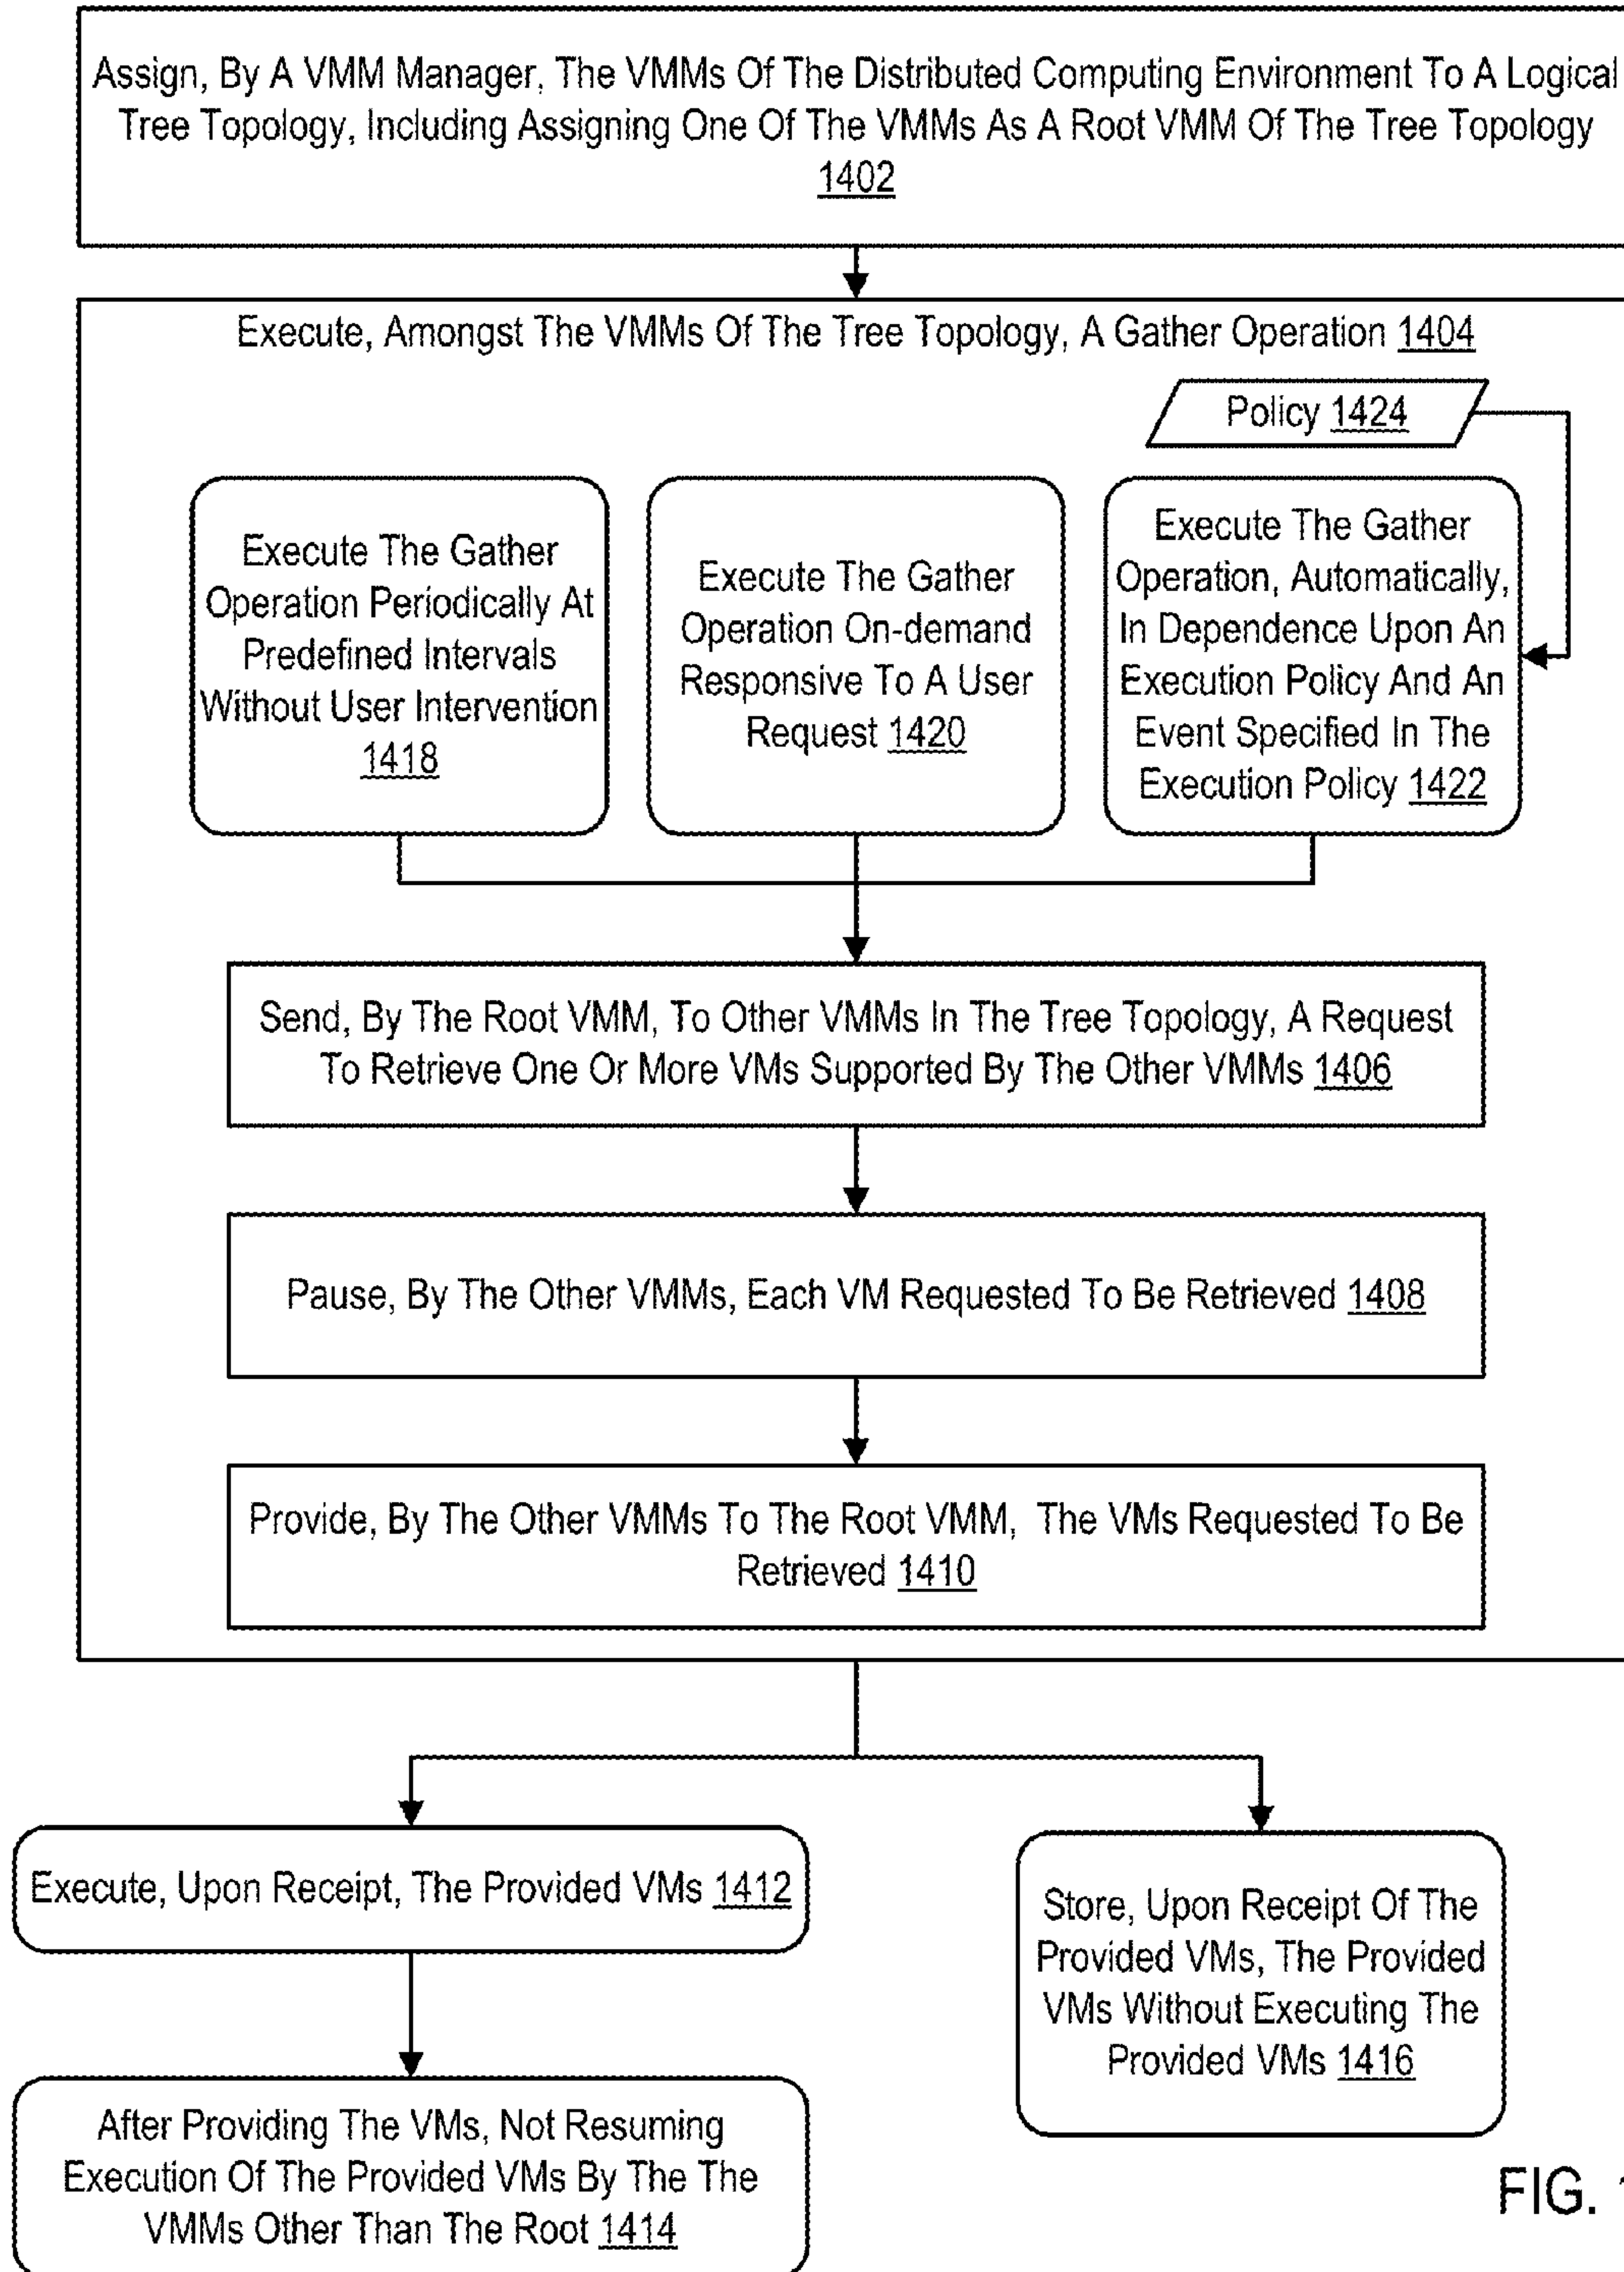 Assign, By A VMM Manager, The VMMs Of The Distributed Computing Environment To A Logical
Tree Topology, Including Assigning One Of The VMMs As A Root VMM Of The Tree Topology
1402
Execute, Amongst The VMMs Of The Tree Topology, A Gather Operation 1404
Policy 1424
Execute The Gather
Operation Periodically At
Predefined Intervals
Without User Intervention
1418
Execute The Gather
Operation On-demand
Responsive To A User
Request 1420
Execute The Gather
Operation, Automatically,
In Dependence Upon An
Execution Policy And An
Event Specified In The
Execution Policy 1422
Send, By The Root VMM, To Other VMMs In The Tree Topology, A Request
To Retrieve One Or More VMs Supported By The Other VMMs 1406
Pause, By The Other VMMs, Each VM Requested To Be Retrieved 1408
Provide, By The Other VMMs To The Root VMM, The VMs Requested To Be
Retrieved 1410
Execute, Upon Receipt, The Provided VMs 1412
After Providing The VMs, Not Resuming
Execution Of The Provided VMs By The The
VMMs Other Than The Root 1414
Store, Upon Receipt Of The
Provided VMs, The Provided
VMs Without Executing The
Provided VMs 1416
FIG.